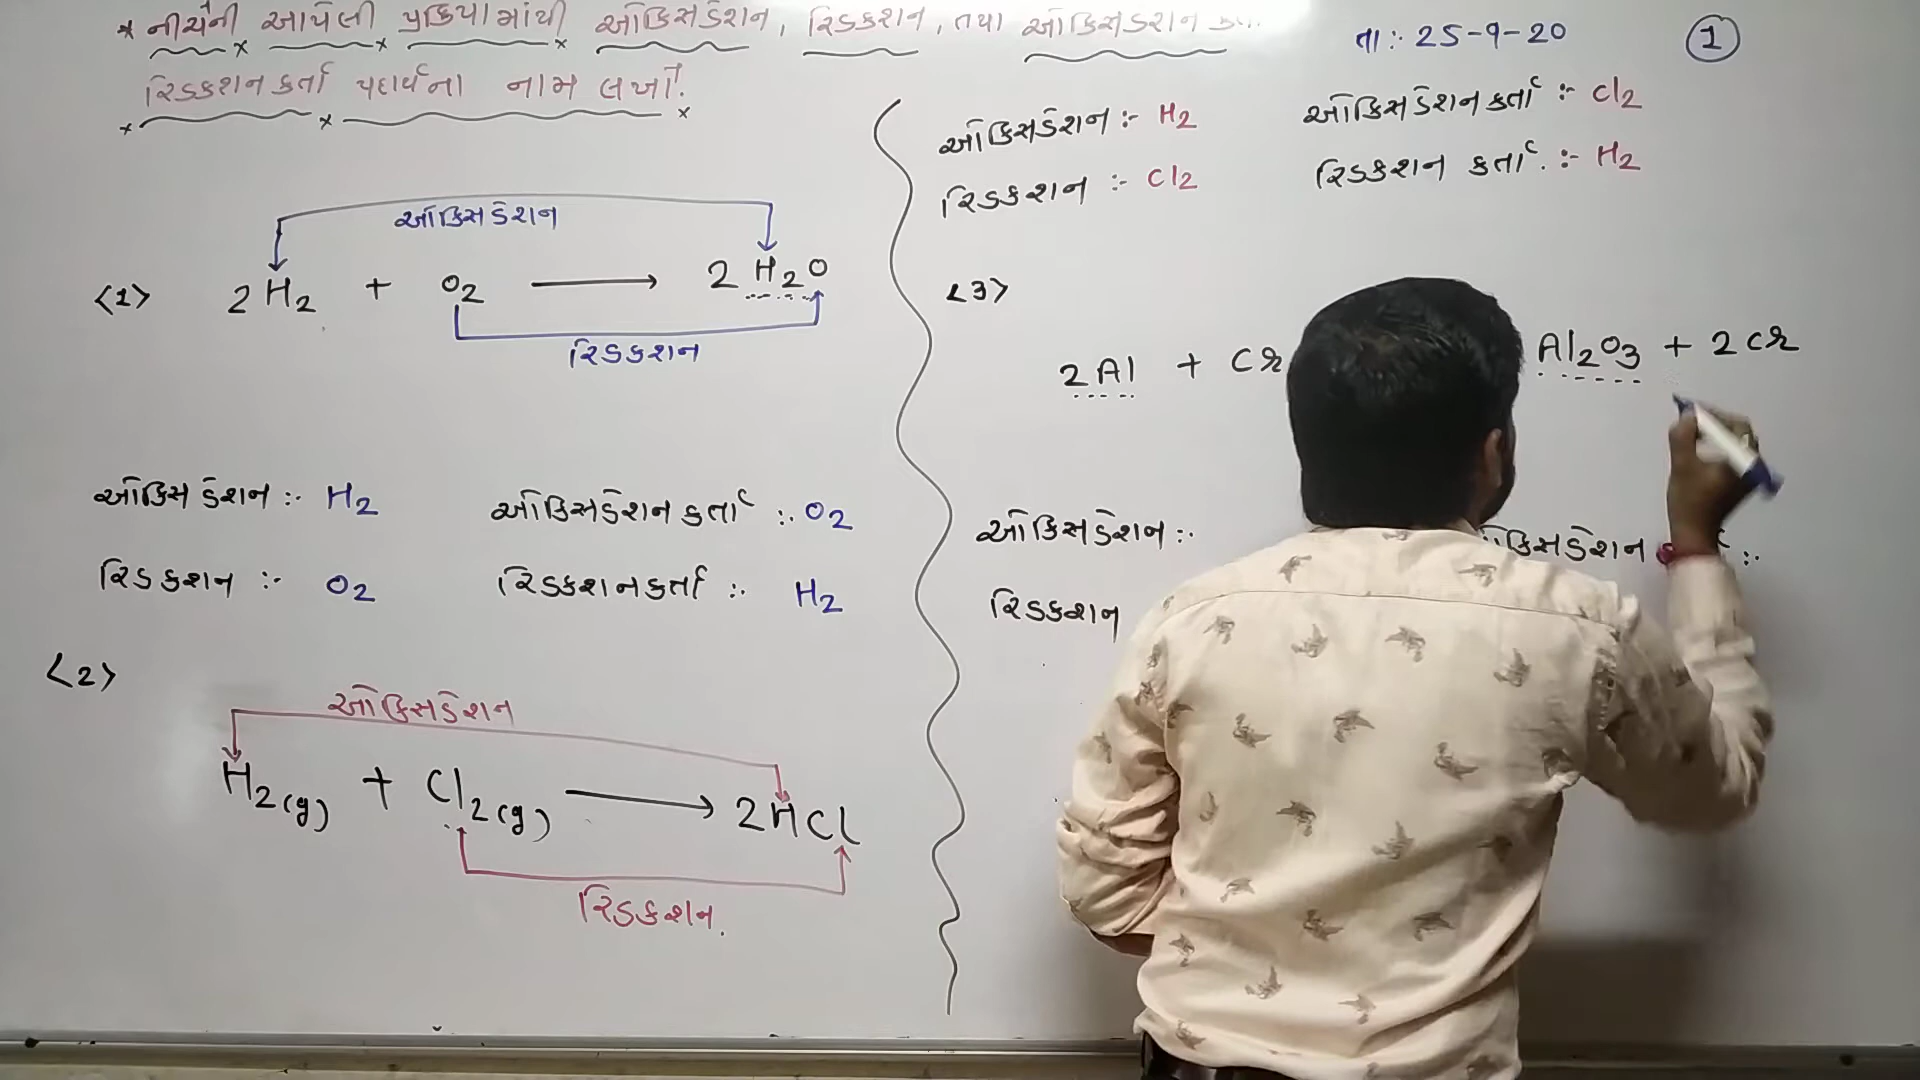 * નીચેની આપેલી પ્રક્રિયામાંથી ઓક્સિડેશન, રિડક્શન, તથા ઓક્સિડેશન
રિડક્શનકર્તા પદાર્થના નામ લખો.
તા:- 25-9-20
1
<1> 2H₂ + O₂ ⟶ 2H₂O
ઓક્સિડેશન
રિડક્શન
ઓક્સિડેશન :- H₂ ઓક્સિડેશન કર્તા :- O₂
રિડક્શન :- O₂ રિડક્શનકર્તા :- H₂
<2>
ઓક્સિડેશન
H₂(g) + Cl₂(g) ⟶ 2HCl
રિડક્શન.
ઓક્સિડેશન :- H₂ ઓક્સિડેશનકર્તા :- Cl₂
રિડક્શન :- Cl₂ રિડક્શન કર્તા. :- H₂
<3>
2Al + Cr Al₂O₃ + 2Cr
ઓક્સિડેશન :- ઓક્સિડેશન :-
રિડક્શન